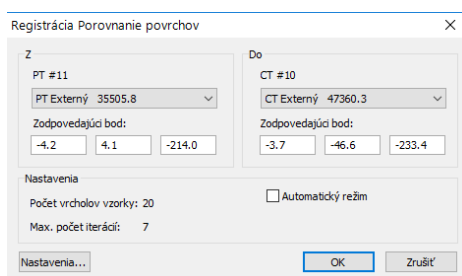 Registrácia Porovnanie povrchov
Z
PT #11
PT Externý 35505.8
Zodpovedajúci bod:
-4.2 4.1 -214.0
Do
CT #10
CT Externý 47360.3
Zodpovedajúci bod:
-3.7 -46.6 -233.4
Nastavenia
Počet vrcholov vzorky: 20
Max. počet iterácií: 7
Automatický režim
Nastavenia...
OK
Zrušiť